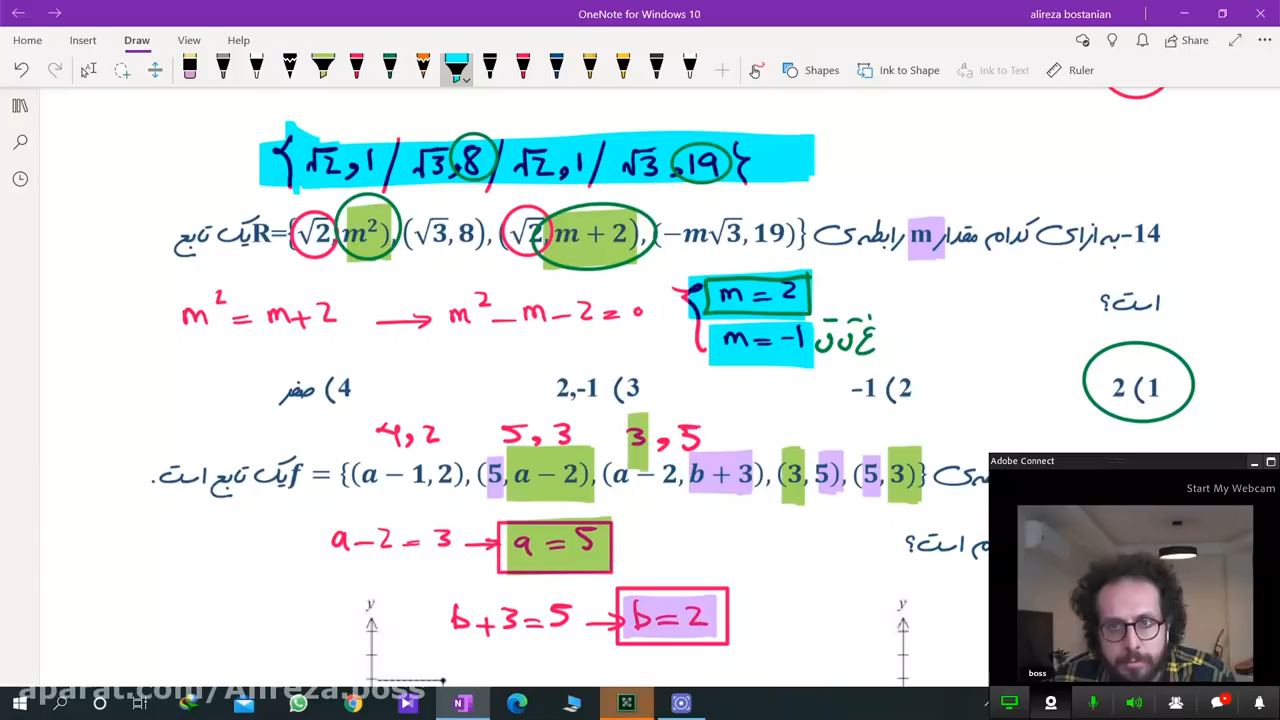 OneNote for Windows 10
alireza bostanian
Home Insert Draw View Help
Share
Shapes Ink to Shape Ink to Text Ruler
{ √2 , 1 / √3 , 8 / √2 , 1 / √3 , 19 }
14- به ازای کدام مقدار m رابطه ی R={(√2, m²), (√3, 8), (√2, m + 2), (−m√3, 19)} یک تابع
است؟
m² = m+2 → m² − m − 2 = 0
m = 2
m = -1 غ ق ق
1) 2
2) -1
3) 2,-1
4) صفر
4,2 5,3 3,5
ه ی f = {(a − 1, 2), (5, a − 2), (a − 2, b + 3), (3, 5), (5, 3)} یک تابع است.
a − 2 = 3 → a = 5
ام است؟
b + 3 = 5 → b = 2
y
y
Adobe Connect
Start My Webcam
boss
aparat.com/Alireza.boss